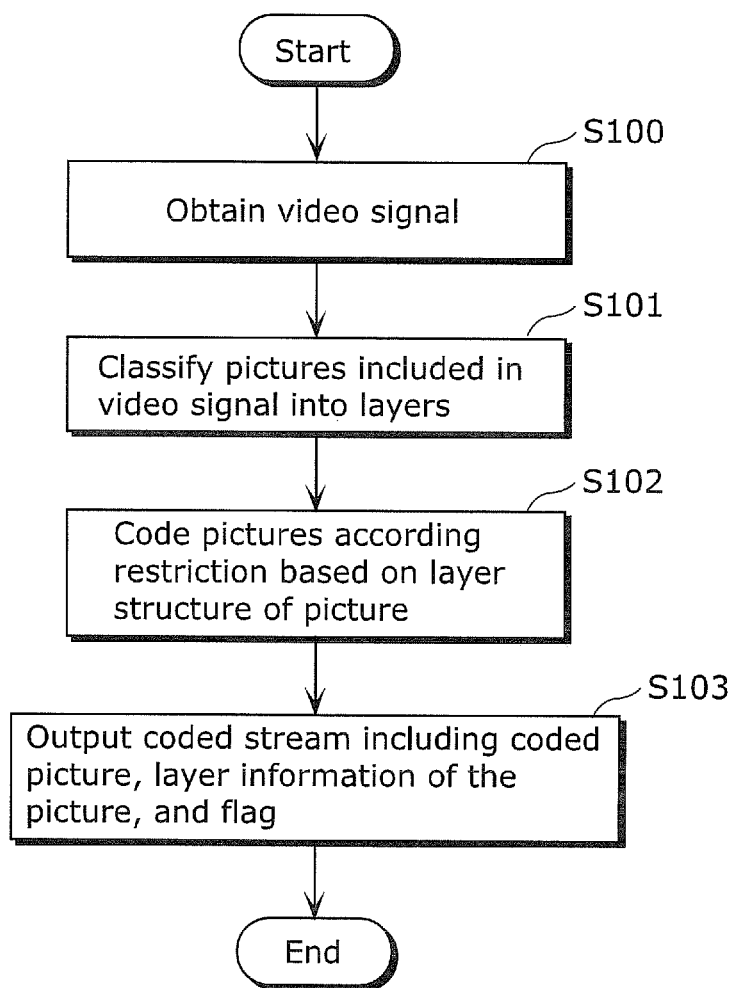 Start
S100
Obtain video signal
S101
Classify pictures included in
video signal into layers
S102
Code pictures according
restriction based on layer
structure of picture
S103
Output coded stream including coded
picture, layer information of the
picture, and flag
End